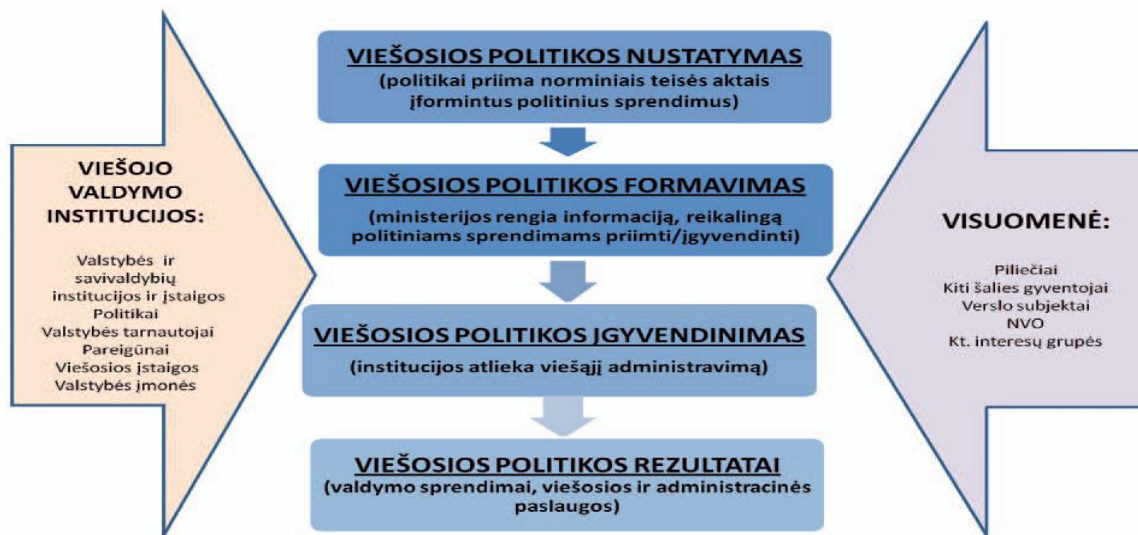 VIEŠOJO
VALDYMO
INSTITUCIJOS:
Valstybės ir
savivaldybių
institucijos ir įstaigos
Politikai
Valstybės tarnautojai
Pareigūnai
Viešosios įstaigos
Valstybės įmonės
VIEŠOSIOS POLITIKOS NUSTATYMAS
(politikai priima norminiais teisės aktais
įformintus politinius sprendimus)
VIEŠOSIOS POLITIKOS FORMAVIMAS
(ministerijos rengia informaciją, reikalingą
politiniams sprendimams priimti/įgyvendinti)
VIEŠOSIOS POLITIKOS ĮGYVENDINIMAS
(institucijos atlieka viešąjį administravimą)
VIEŠOSIOS POLITIKOS REZULTATAI
(valdymo sprendimai, viešosios ir administracinės
paslaugos)
VISUOMENĖ:
Piliečiai
Kiti šalies gyventojai
Verslo subjektai
NVO
Kt. interesų grupės